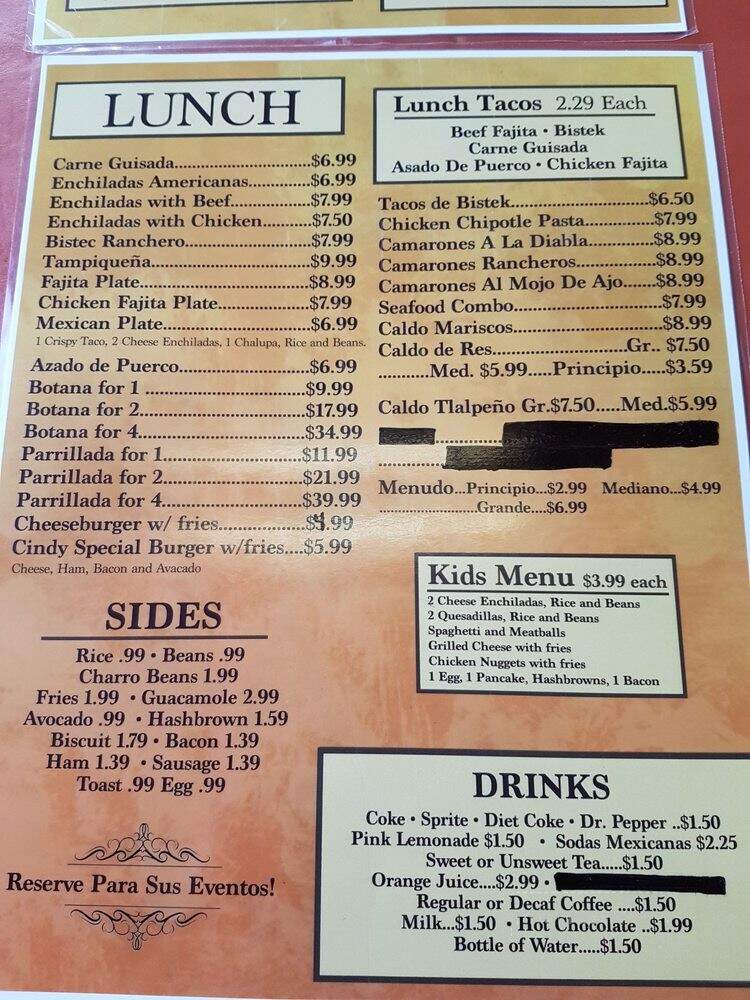 LUNCH
Carne Guisada..............................$6.99
Enchiladas Americanas.............$6.99
Enchiladas with Beef................$7.99
Enchiladas with Chicken..........$7.50
Bistec Ranchero..........................$7.99
Tampiqueña..................................$9.99
Fajita Plate....................................$8.99
Chicken Fajita Plate...................$7.99
Mexican Plate..............................$6.99
1 Crispy Taco, 2 Cheese Enchiladas, 1 Chalupa, Rice and Beans.
Azado de Puerco..........................$6.99
Botana for 1 .................................$9.99
Botana for 2.................................$17.99
Botana for 4.................................$34.99
Parrillada for 1............................$11.99
Parrillada for 2............................$21.99
Parrillada for 4............................$39.99
Cheeseburger w/ fries................
Cindy Special Burger w/fries....$5.99
Cheese, Ham, Bacon and Avacado
SIDES
Rice .99 • Beans .99
Charro Beans 1.99
Fries 1.99 • Guacamole 2.99
Avocado .99 • Hashbrown 1.59
Biscuit 1.79 • Bacon 1.39
Ham 1.39 • Sausage 1.39
Toast .99 Egg .99
Reserve Para Sus Eventos!
Lunch Tacos 2.29 Each
Beef Fajita • Bistek
Carne Guisada
Asado De Puerco • Chicken Fajita
Tacos de Bistek..............................$6.50
Chicken Chipotle Pasta...............$7.99
Camarones A La Diabla..............$8.99
Camarones Rancheros.................$8.99
Camarones Al Mojo De Ajo.......$8.99
Seafood Combo................................$7.99
Caldo Mariscos................................$8.99
Caldo de Res.............................Gr.. $7.50
...........Med. $5.99.....Principio.....$3.59
Caldo Tlalpeño Gr.$7.50.....Med.$5.99
Menudo...Principio...$2.99 Mediano...$4.99
.........................Grande....$6.99
Kids Menu $3.99 each
2 Cheese Enchiladas, Rice and Beans
2 Quesadillas, Rice and Beans
Spaghetti and Meatballs
Grilled Cheese with fries
Chicken Nuggets with fries
1 Egg, 1 Pancake, Hashbrowns, 1 Bacon
DRINKS
Coke • Sprite • Diet Coke • Dr. Pepper ..$1.50
Pink Lemonade $1.50 • Sodas Mexicanas $2.25
Sweet or Unsweet Tea.....$1.50
Orange Juice....$2.99 •
Regular or Decaf Coffee ....$1.50
Milk...$1.50 • Hot Chocolate ..$1.99
Bottle of Water.....$1.50